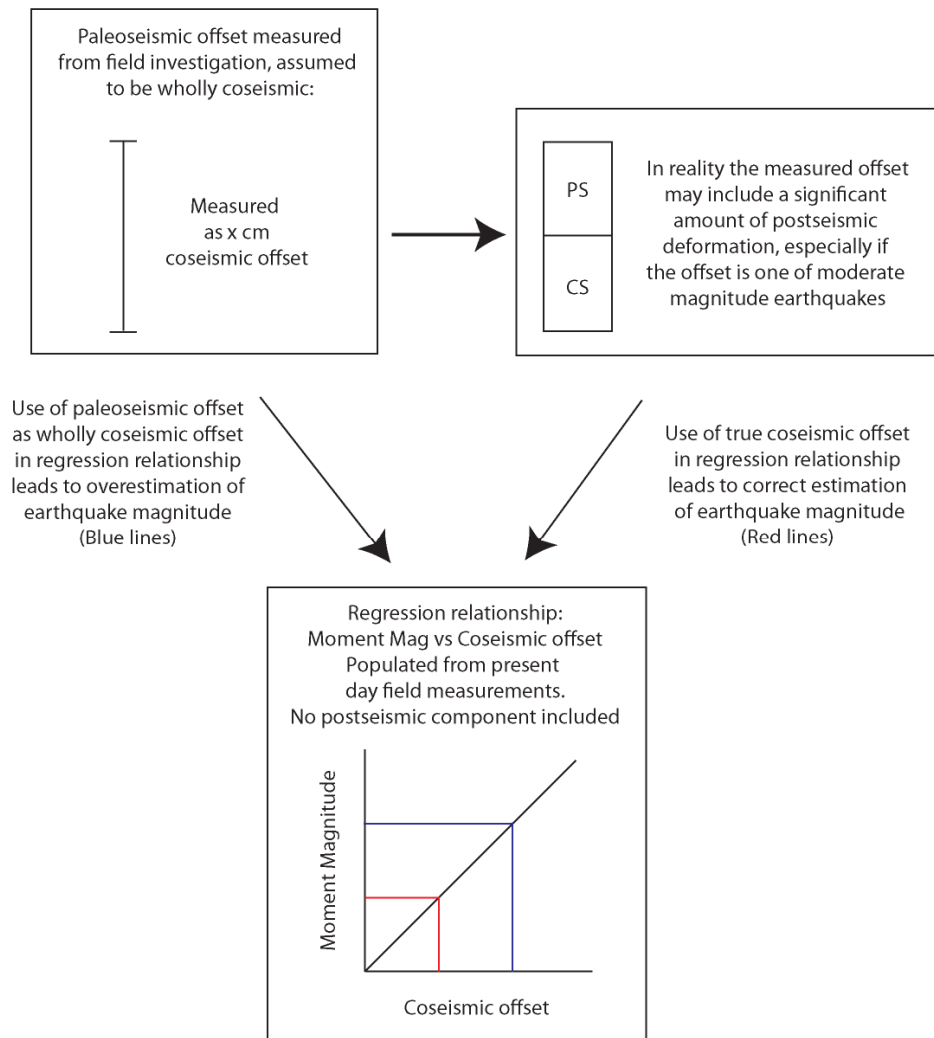 Paleoseismic offset measured
from field investigation, assumed
to be wholly coseismic:
Measured
as x cm
coseismic offset
PS
CS
In reality the measured offset
may include a significant
amount of postseismic
deformation, especially if
the offset is one of moderate
magnitude earthquakes
Use of paleoseismic offset
as wholly coseismic offset
in regression relationship
leads to overestimation of
earthquake magnitude
(Blue lines)
Use of true coseismic offset
in regression relationship
leads to correct estimation
of earthquake magnitude
(Red lines)
Regression relationship:
Moment Mag vs Coseismic offset
Populated from present
day field measurements.
No postseismic component included
Moment Magnitude
Coseismic offset